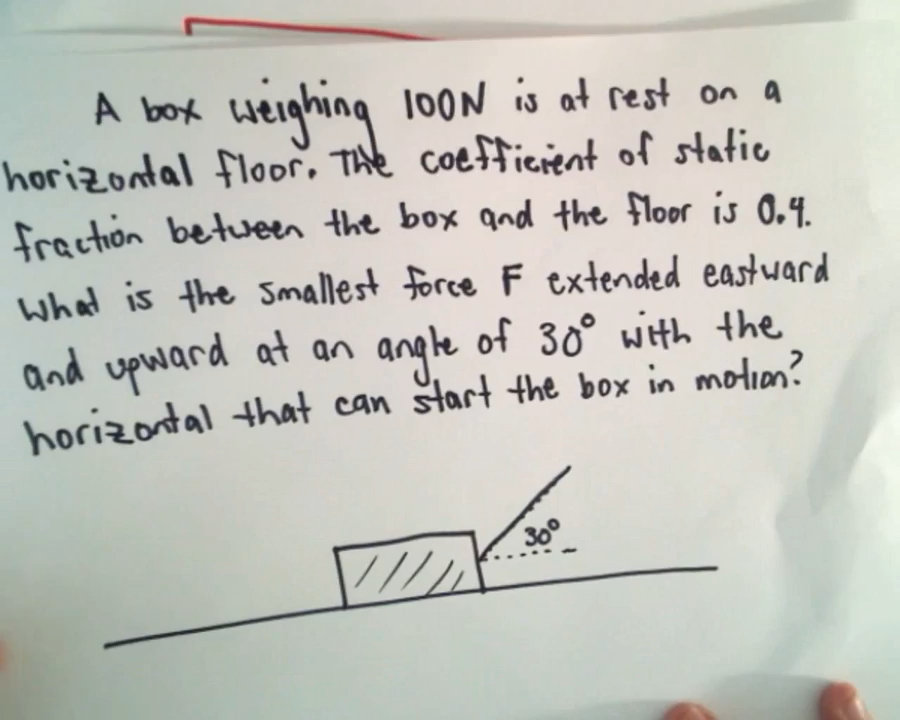 A box weighing 100N is at rest on a
horizontal floor. The coefficient of static
fraction between the box and the floor is 0.4.
What is the smallest force F extended eastward
and upward at an angle of 30° with the
horizontal that can start the box in motion?
30°